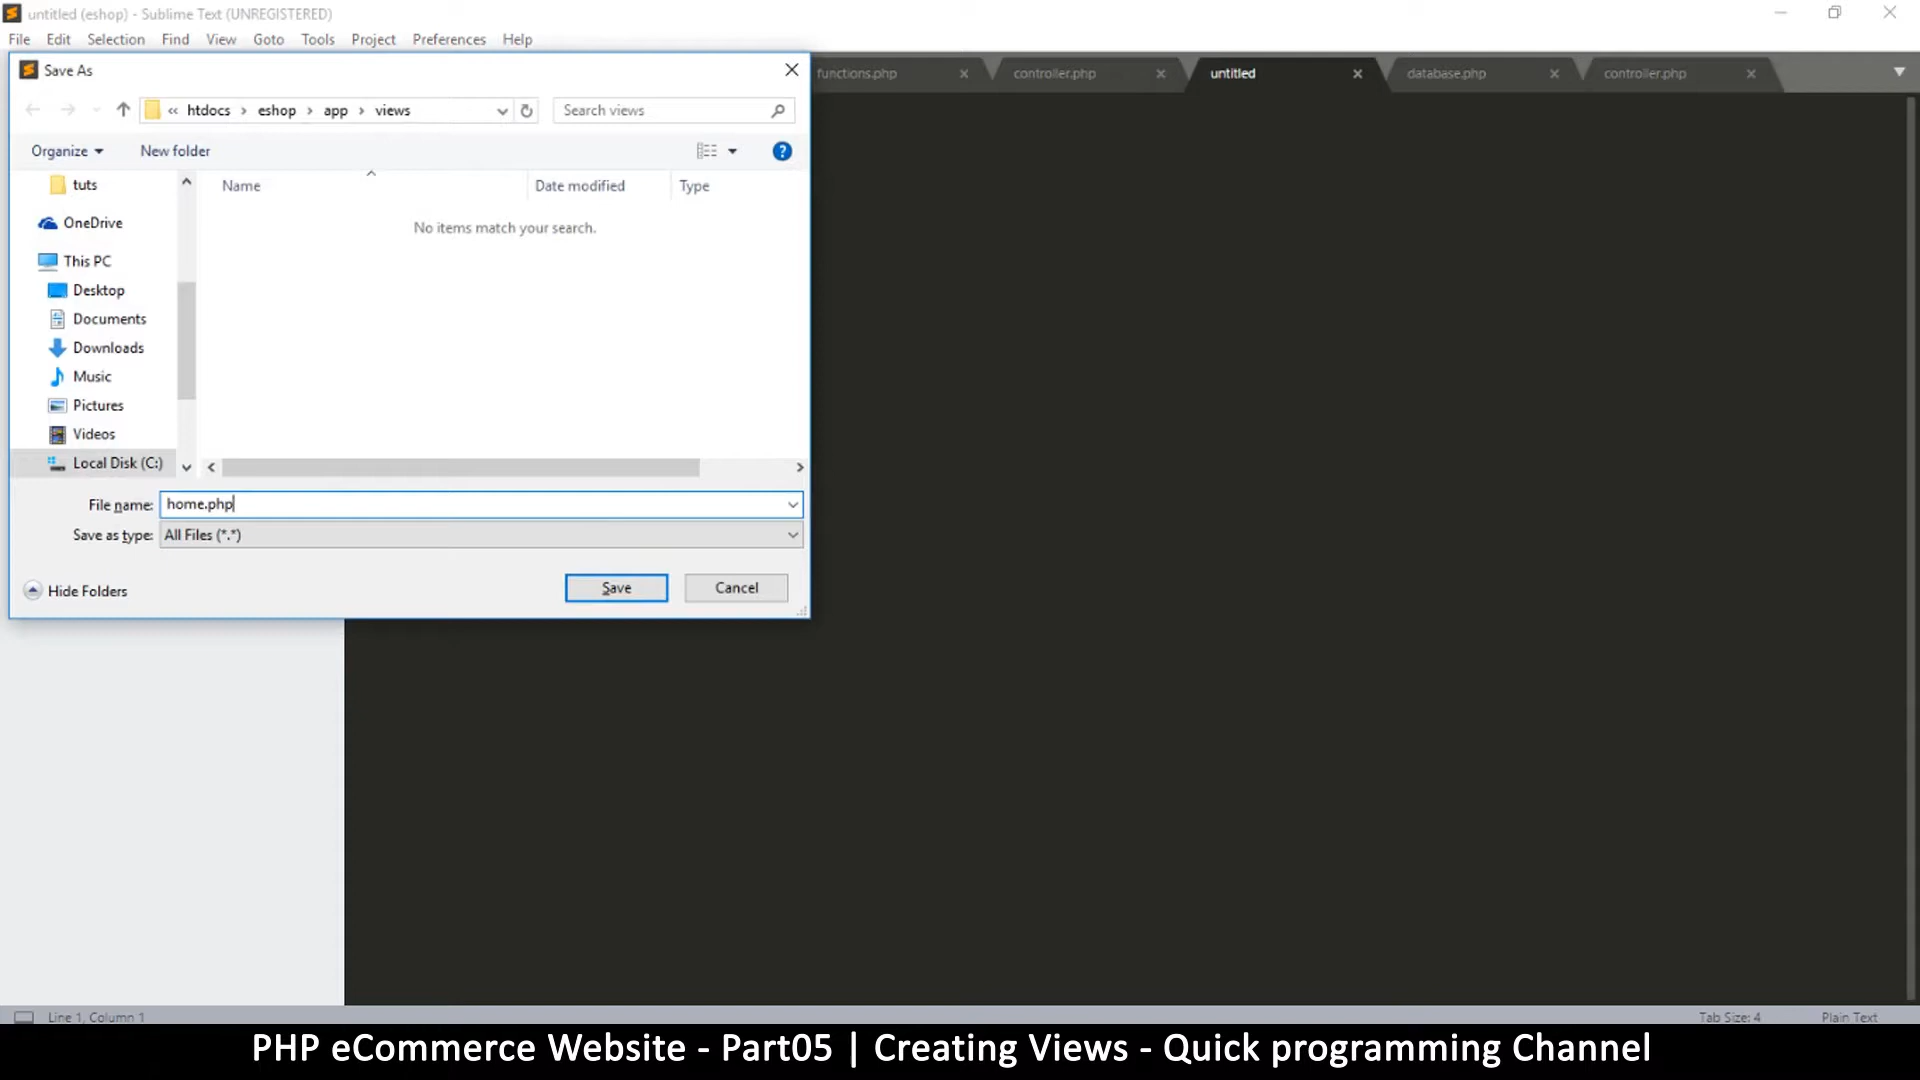 untitled (eshop) - Sublime Text (UNREGISTERED)
File Edit Selection Find View Goto Tools Project Preferences Help
Save As
functions.php controller.php untitled database.php controller.php
« htdocs › eshop › app › views Search views
Organize New folder
Name Date modified Type
tuts
No items match your search.
OneDrive
This PC
Desktop
Documents
Downloads
Music
Pictures
Videos
Local Disk (C:)
File name: home.php
Save as type: All Files (*.*)
Hide Folders Save Cancel
Line 1, Column 1 Tab Size: 4 Plain Text
PHP eCommerce Website - Part05 | Creating Views - Quick programming Channel